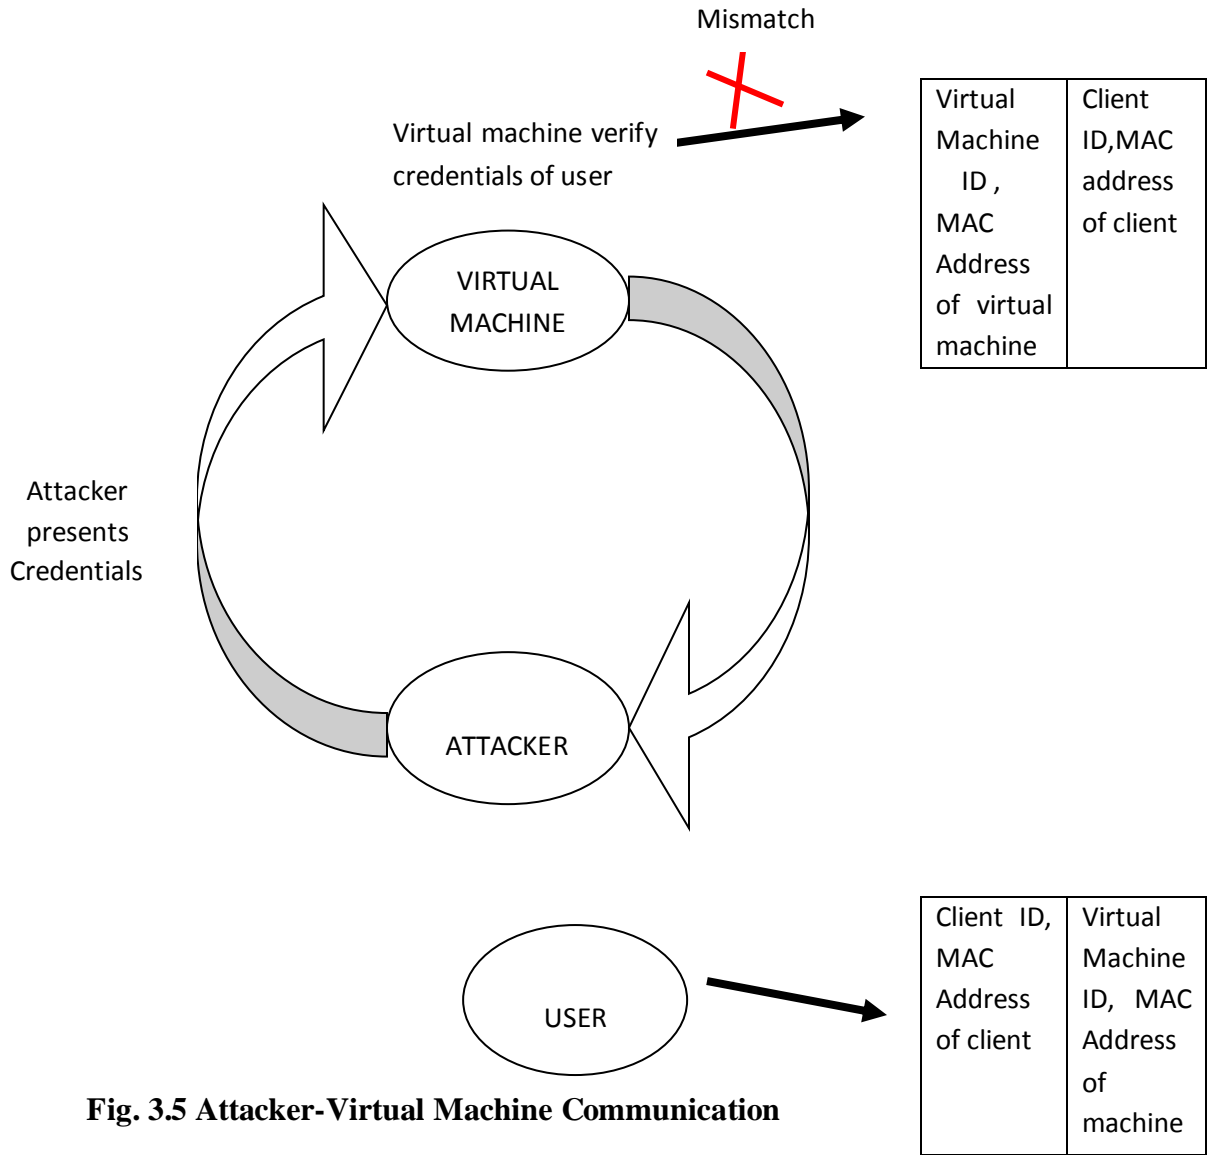 Mismatch
Virtual machine verify
credentials of user
Virtual
Machine
ID ,
MAC
Address
of virtual
machine
Client
ID,MAC
address
of client
VIRTUAL
MACHINE
Attacker
presents
Credentials
ATTACKER
USER
Client ID,
MAC
Address
of client
Virtual
Machine
ID, MAC
Address
of
machine
Fig. 3.5 Attacker-Virtual Machine Communication